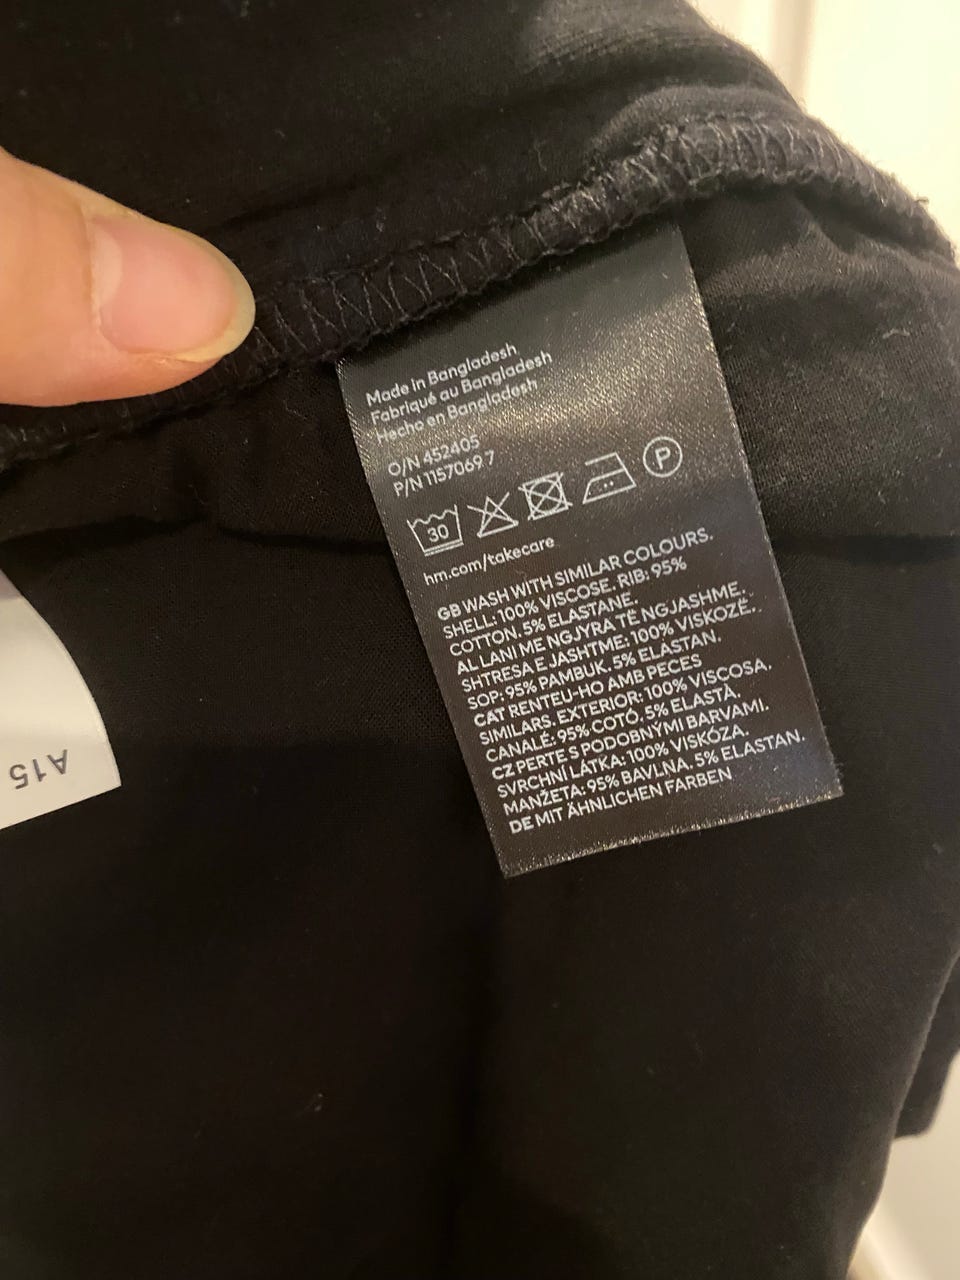 Made in Bangladesh
Fabriqué au Bangladesh
Hecho en Bangladesh
O/N 452405
P/N 1157069 7
30
P
hm.com/takecare
GB WASH WITH SIMILAR COLOURS.
SHELL: 100% VISCOSE. RIB: 95%
COTTON. 5% ELASTANE.
AL LANI ME NGJYRA TË NGJASHME.
SHTRESA E JASHTME: 100% VISKOZË.
SOP: 95% PAMBUK. 5% ELASTAN.
CAT RENTEU-HO AMB PECES
SIMILARS. EXTERIOR: 100% VISCOSA.
CANALÉ: 95% COTÓ. 5% ELASTÀ.
CZ PERTE S PODOBNÝMI BARVAMI.
SVRCHNÍ LÁTKA: 100% VISKÓZA.
MANŽETA: 95% BAVLNA. 5% ELASTAN.
DE MIT ÄHNLICHEN FARBEN
A15